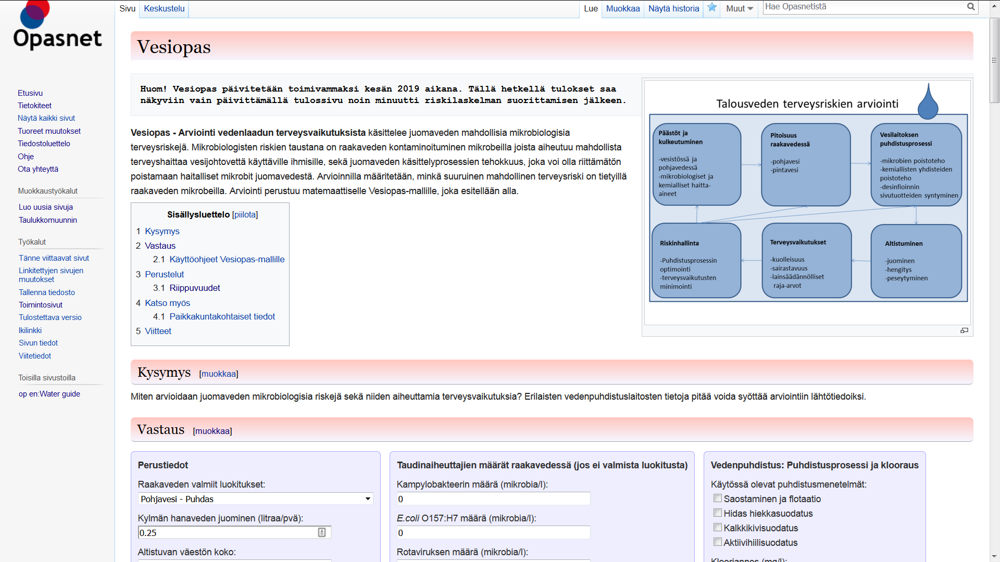 Opasnet
Sivu
Keskustelu
Lue
Muokkaa
Näytä historia
Muut
Hae Opasnetistä
Etusivu
Tietokiteet
Näytä kaikki sivut
Tuoreet muutokset
Tiedostoluettelo
Ohje
Ota yhteyttä
Muokkaustyökalut
Luo uusia sivuja
Taulukkomuunnin
Työkalut
Tänne viittaavat sivut
Linkitettyjen sivujen
muutokset
Tallenna tiedosto
Toimintosivut
Tulostettava versio
Ikilinkki
Sivun tiedot
Viitetiedot
Toisilla sivustoilla
op en:Water guide
Vesiopas
Huom! Vesiopas päivitetään toimivammaksi kesän 2019 aikana. Tällä hetkellä tulokset saa
näkyviin vain päivittämällä tulossivu noin minuutti riskilaskelman suorittamisen jälkeen.
Vesiopas - Arviointi vedenlaadun terveysvaikutuksista käsittelee juomaveden mahdollisia mikrobiologisia
terveysriskejä. Mikrobiologisten riskien taustana on raakaveden kontaminoituminen mikrobeilla joista aiheutuu mahdollista
terveyshaittaa vesijohtovettä käyttäville ihmisille, sekä juomaveden käsittelyprosessien tehokkuus, joka voi olla riittämätön
poistamaan haitalliset mikrobit juomavedestä. Arvioinnilla määritetään, minkä suuruinen mahdollinen terveysriski on tietyillä
raakaveden mikrobeilla. Arviointi perustuu matemaattiselle Vesiopas-mallille, joka esitellään alla.
Sisällysluettelo [piilota]
1 Kysymys
2 Vastaus
2.1 Käyttöohjeet Vesiopas-mallille
3 Perustelut
3.1 Riippuvuudet
4 Katso myös
4.1 Paikkakuntakohtaiset tiedot
5 Viitteet
Talousveden terveysriskien arviointi
Päästöt ja
kulkeutuminen
-vesistössä ja
pohjavedessä
-mikrobiologiset ja
kemialliset haitta-
aineet
Pitoisuus
raakavedessä
-pohjavesi
-pintavesi
Vesilaitoksen
puhdistusprosessi
-mikrobien poistoteho
-kemiallisten yhdisteiden
poistoteho
-desinfioinnin
sivutuotteiden syntyminen
Riskinhallinta
-Puhdistusprosessin
optimointi
-terveysvaikutusten
minimointi
Terveysvaikutukset
-kuolleisuus
-sairastavuus
-lainsäädännölliset
raja-arvot
Altistuminen
-juominen
-hengitys
-peseytyminen
Kysymys [muokkaa]
Miten arvioidaan juomaveden mikrobiologisia riskejä sekä niiden aiheuttamia terveysvaikutuksia? Erilaisten vedenpuhdistuslaitosten tietoja pitää voida syöttää arviointiin lähtötiedoiksi.
Vastaus [muokkaa]
Perustiedot
Raakaveden valmiit luokitukset:
Pohjavesi - Puhdas
Kylmän hanaveden juominen (litraa/pvä):
0.25
Altistuvan väestön koko:
Taudinaiheuttajien määrät raakavedessä (jos ei valmista luokitusta)
Kampylobakteerin määrä (mikrobia/l):
0
E.coli O157:H7 määrä (mikrobia/l):
0
Rotaviruksen määrä (mikrobia/l):
Vedenpuhdistus: Puhdistusprosessi ja klooraus
Käytössä olevat puhdistusmenetelmät:
Saostaminen ja flotaatio
Hidas hiekkasuodatus
Kalkkikivisuodatus
Aktiivihiilisuodatus
Klooriannos (mg/l):